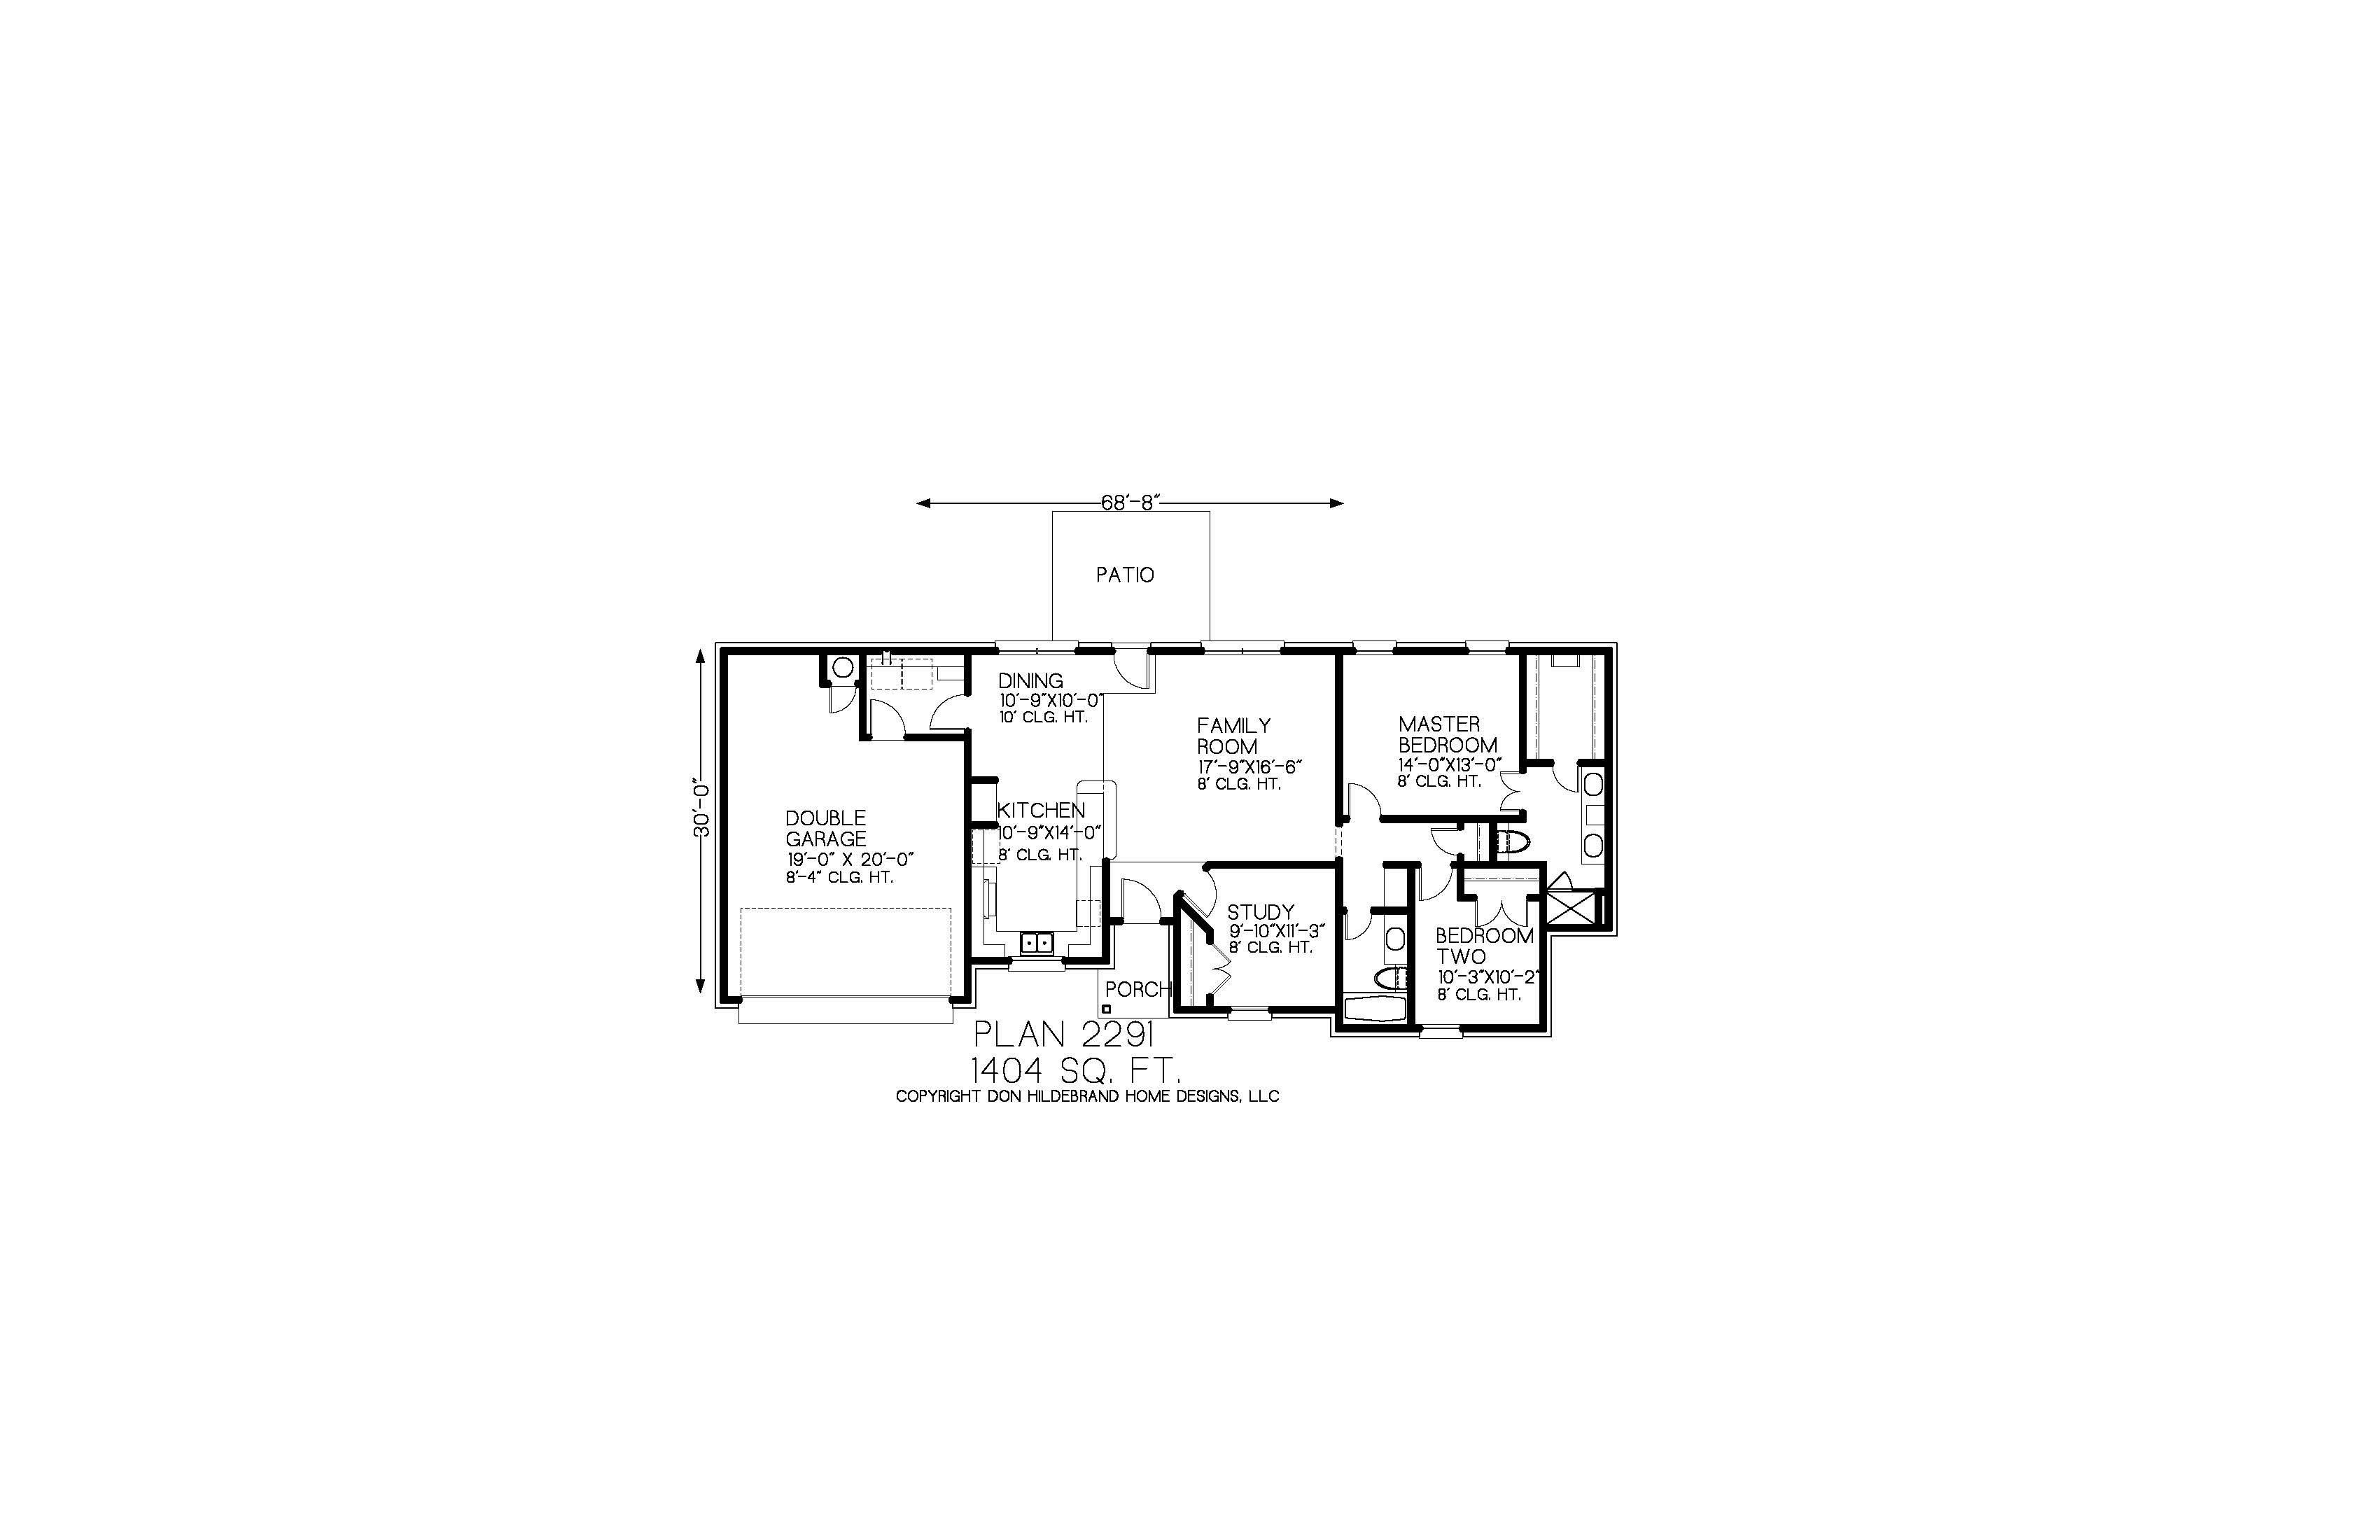 68'-8"
PATIO
30'-0"
DINING
10'-9"X10'-0"
10' CLG. HT.
FAMILY
ROOM
17'-9"X16'-6"
8' CLG. HT.
MASTER
BEDROOM
14'-0"X13'-0"
8' CLG. HT.
DOUBLE
GARAGE
19'-0" X 20'-0"
8'-4" CLG. HT.
KITCHEN
10'-9"X14'-0"
8' CLG. HT.
STUDY
9'-10"X11'-3"
8' CLG. HT.
BEDROOM
TWO
10'-3"X10'-2"
8' CLG. HT.
PORCH
PLAN 2291
1404 SQ. FT.
COPYRIGHT DON HILDEBRAND HOME DESIGNS, LLC